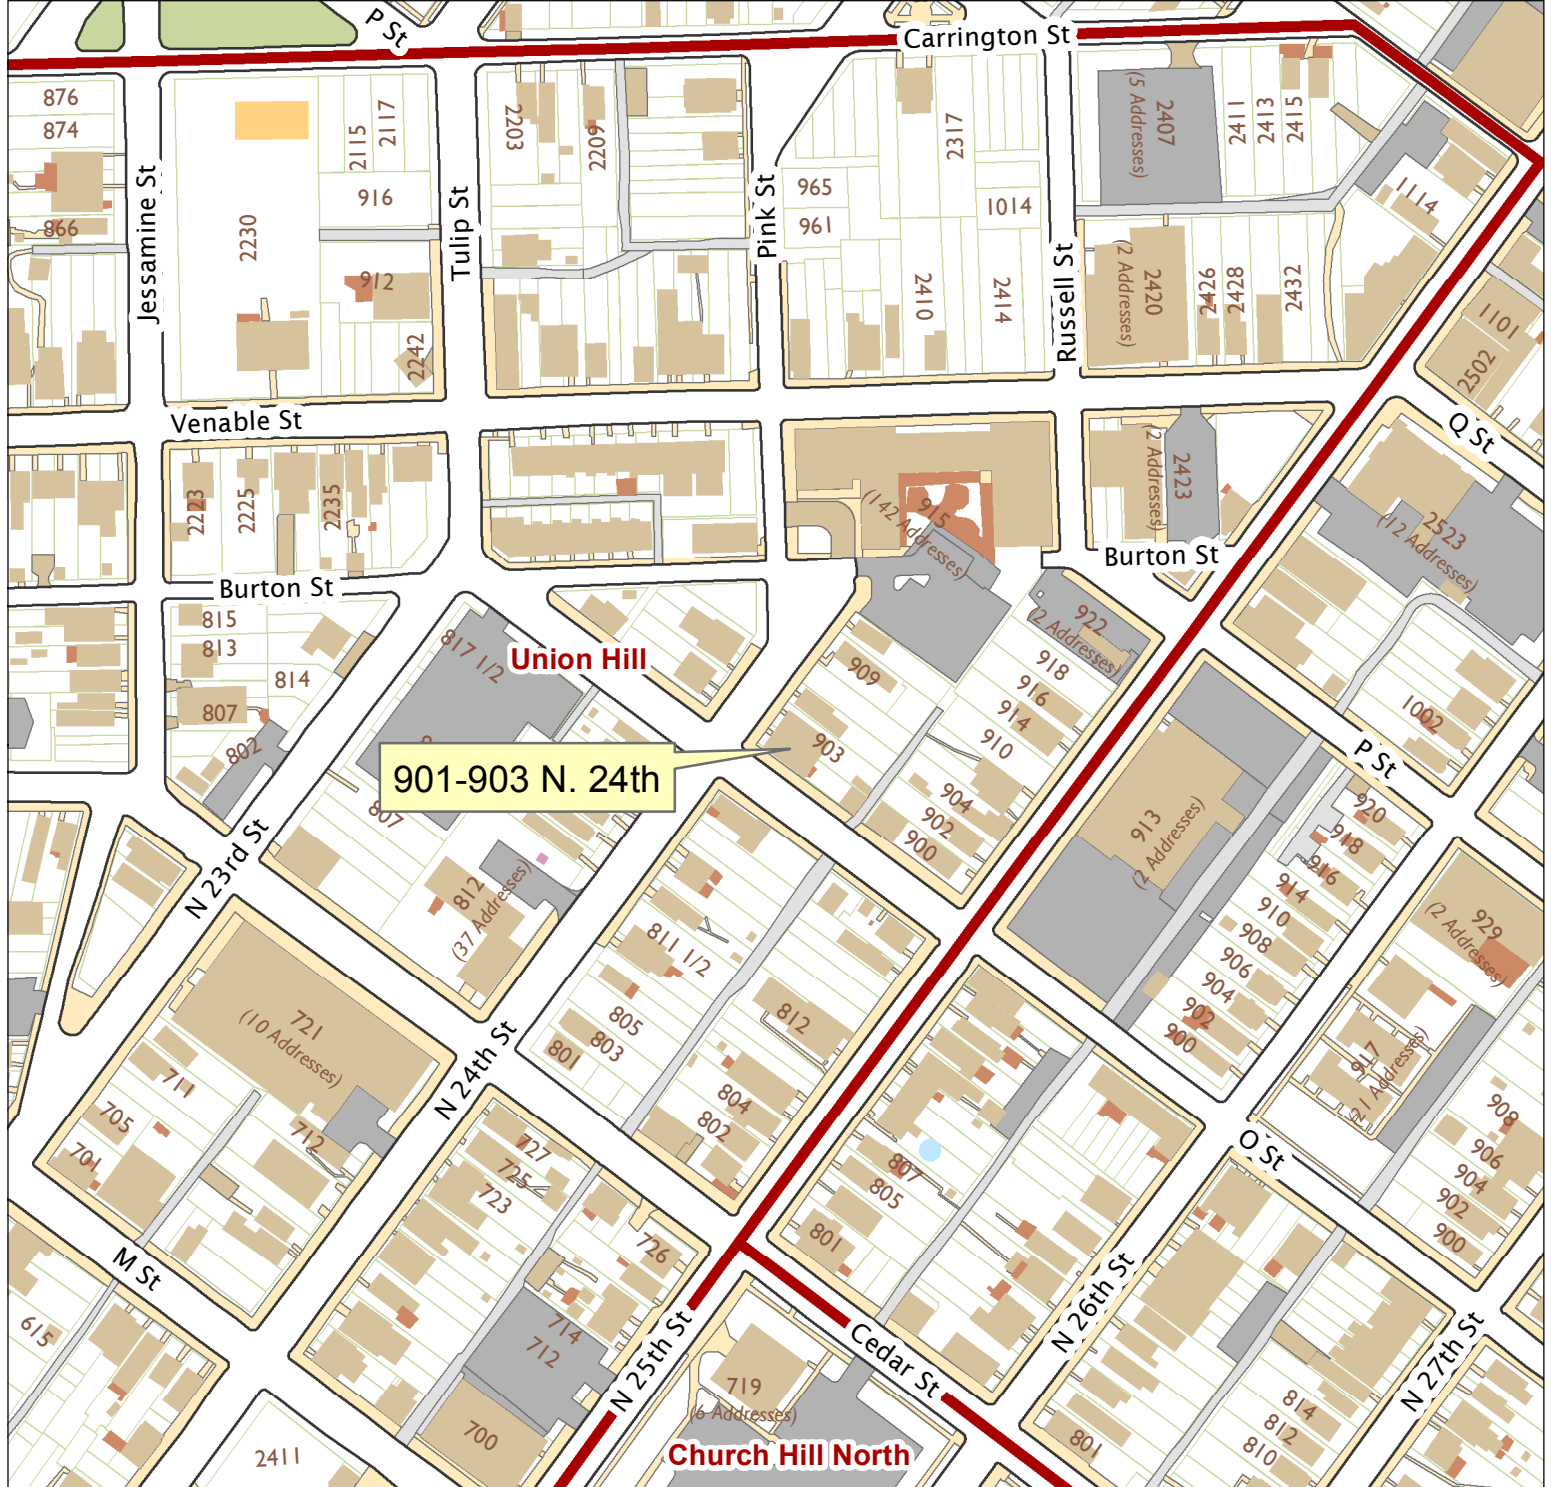 P St
Carrington St
876
874
866
Jessamine St
2230
2115
2117
916
912
2242
Tulip St
2203
2209
Pink St
965
961
2317
1014
2410
2414
Russell St
2407
(5 Addresses)
2411
2413
2415
1114
2420
(2 Addresses)
2426
2428
2432
1101
2502
Q St
Venable St
2223
2225
2235
915
(142 Addresses)
2423
(2 Addresses)
2523
(12 Addresses)
Burton St
Burton St
815
813
814
807
802
817 1/2
Union Hill
909
903
922
(2 Addresses)
918
916
914
910
904
902
900
901-903 N. 24th
807
812
(37 Addresses)
N 23rd St
1002
P St
913
(2 Addresses)
920
918
916
914
910
908
906
904
902
900
929
(2 Addresses)
917
21 Addresses)
721
(10 Addresses)
711
705
701
712
N 24th St
811 1/2
805
803
801
812
804
802
727
725
723
726
714
712
700
807
805
801
O St
908
906
904
902
900
M St
615
2411
N 25th St
719
(6 Addresses)
Church Hill North
Cedar St
N 26th St
801
814
812
810
N 27th St